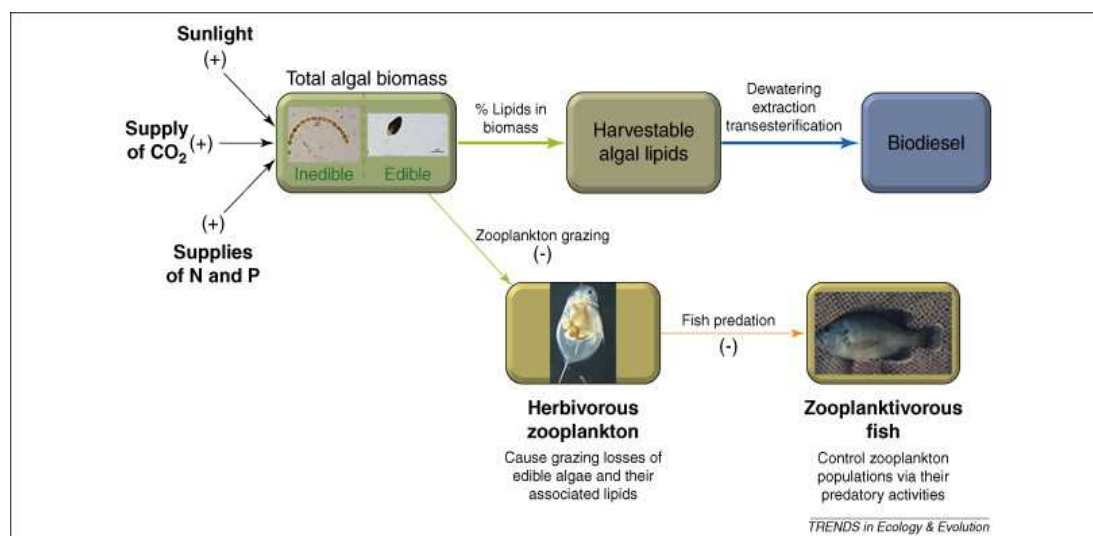 Sunlight
(+)
Total algal biomass
Supply
of CO₂
(+)
Inedible
Edible
% Lipids in
biomass
Harvestable
algal lipids
Dewatering
extraction
transesterification
Biodiesel
(+)
Supplies
of N and P
Zooplankton grazing
(-)
Fish predation
(-)
Herbivorous
zooplankton
Cause grazing losses of
edible algae and their
associated lipids
Zooplanktivorous
fish
Control zooplankton
populations via their
predatory activities
TRENDS in Ecology & Evolution